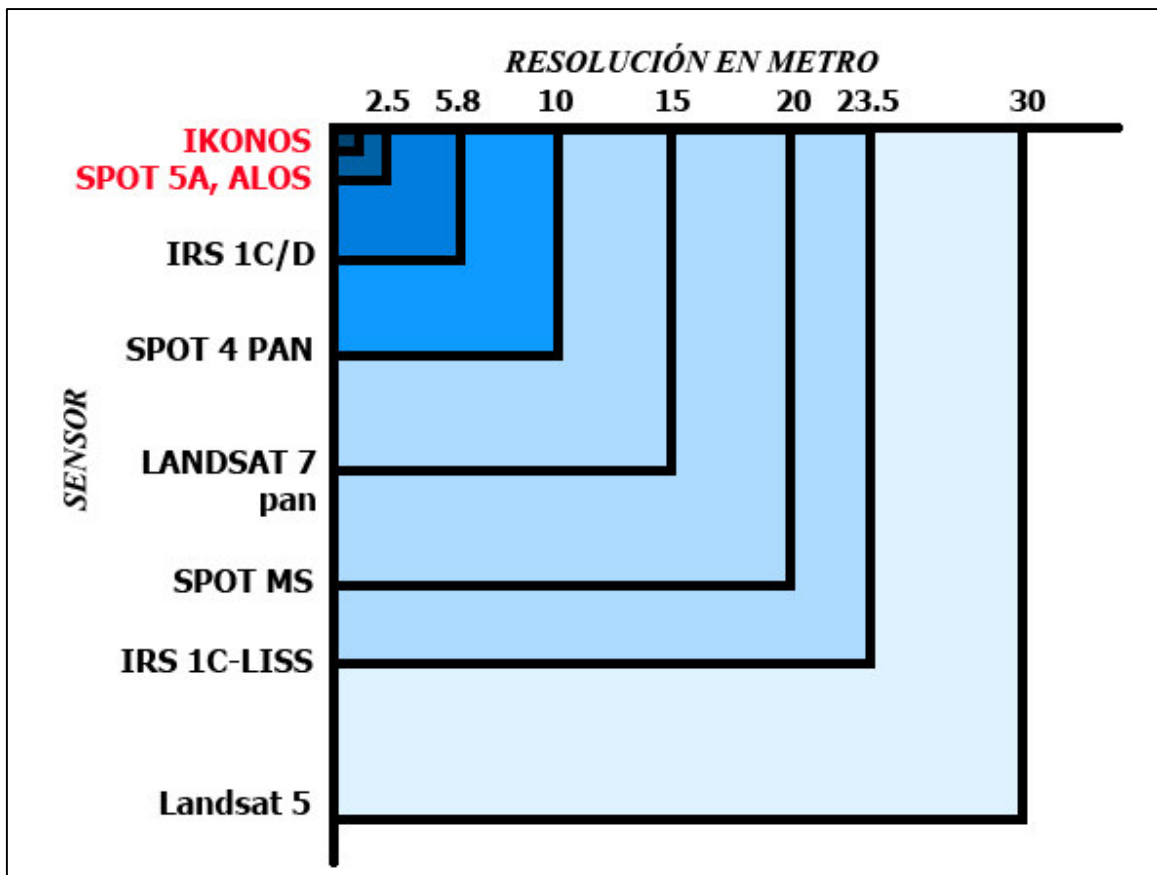 RESOLUCIÓN EN METRO
2.5 5.8 10 15 20 23.5 30
IKONOS
SPOT 5A, ALOS
IRS 1C/D
SPOT 4 PAN
SENSOR
LANDSAT 7
pan
SPOT MS
IRS 1C-LISS
Landsat 5